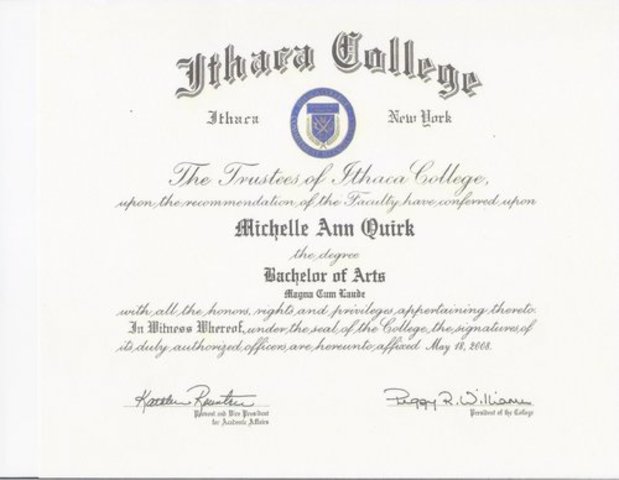 Ithaca College
Ithaca New York
The Trustees of Ithaca College,
upon the recommendation of the Faculty have conferred upon
Michelle Ann Quirk
the degree
Bachelor of Arts
Magna Cum Laude
with all the honors, rights and privileges appertaining thereto.
In Witness Whereof, under the seal of the College, the signatures of
its duly authorized officers are hereunto affixed May 18, 2008.
Peggy R. Williams
Provost and Vice President
for Academic Affairs
President of the College